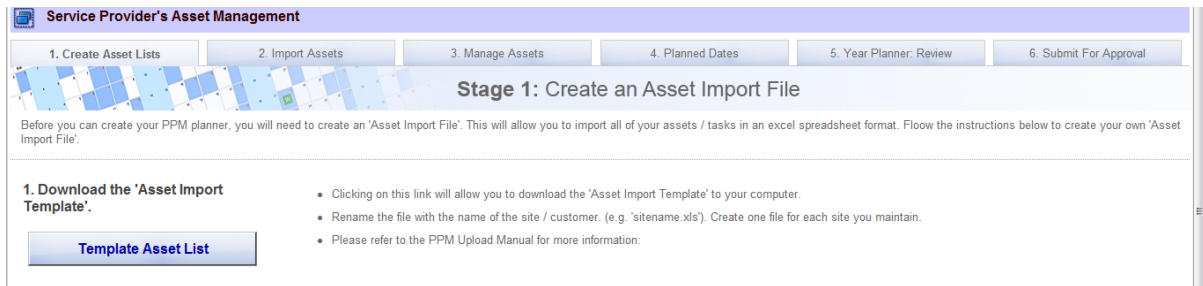 Service Provider's Asset Management
1. Create Asset Lists
2. Import Assets
3. Manage Assets
4. Planned Dates
5. Year Planner: Review
6. Submit For Approval
Stage 1: Create an Asset Import File
Before you can create your PPM planner, you will need to create an 'Asset Import File'. This will allow you to import all of your assets / tasks in an excel spreadsheet format. Floow the instructions below to create your own 'Asset
Import File'.
1. Download the 'Asset Import
Template'.
Template Asset List
• Clicking on this link will allow you to download the 'Asset Import Template' to your computer.
• Rename the file with the name of the site / customer. (e.g. 'sitename.xls'). Create one file for each site you maintain.
• Please refer to the PPM Upload Manual for more information: